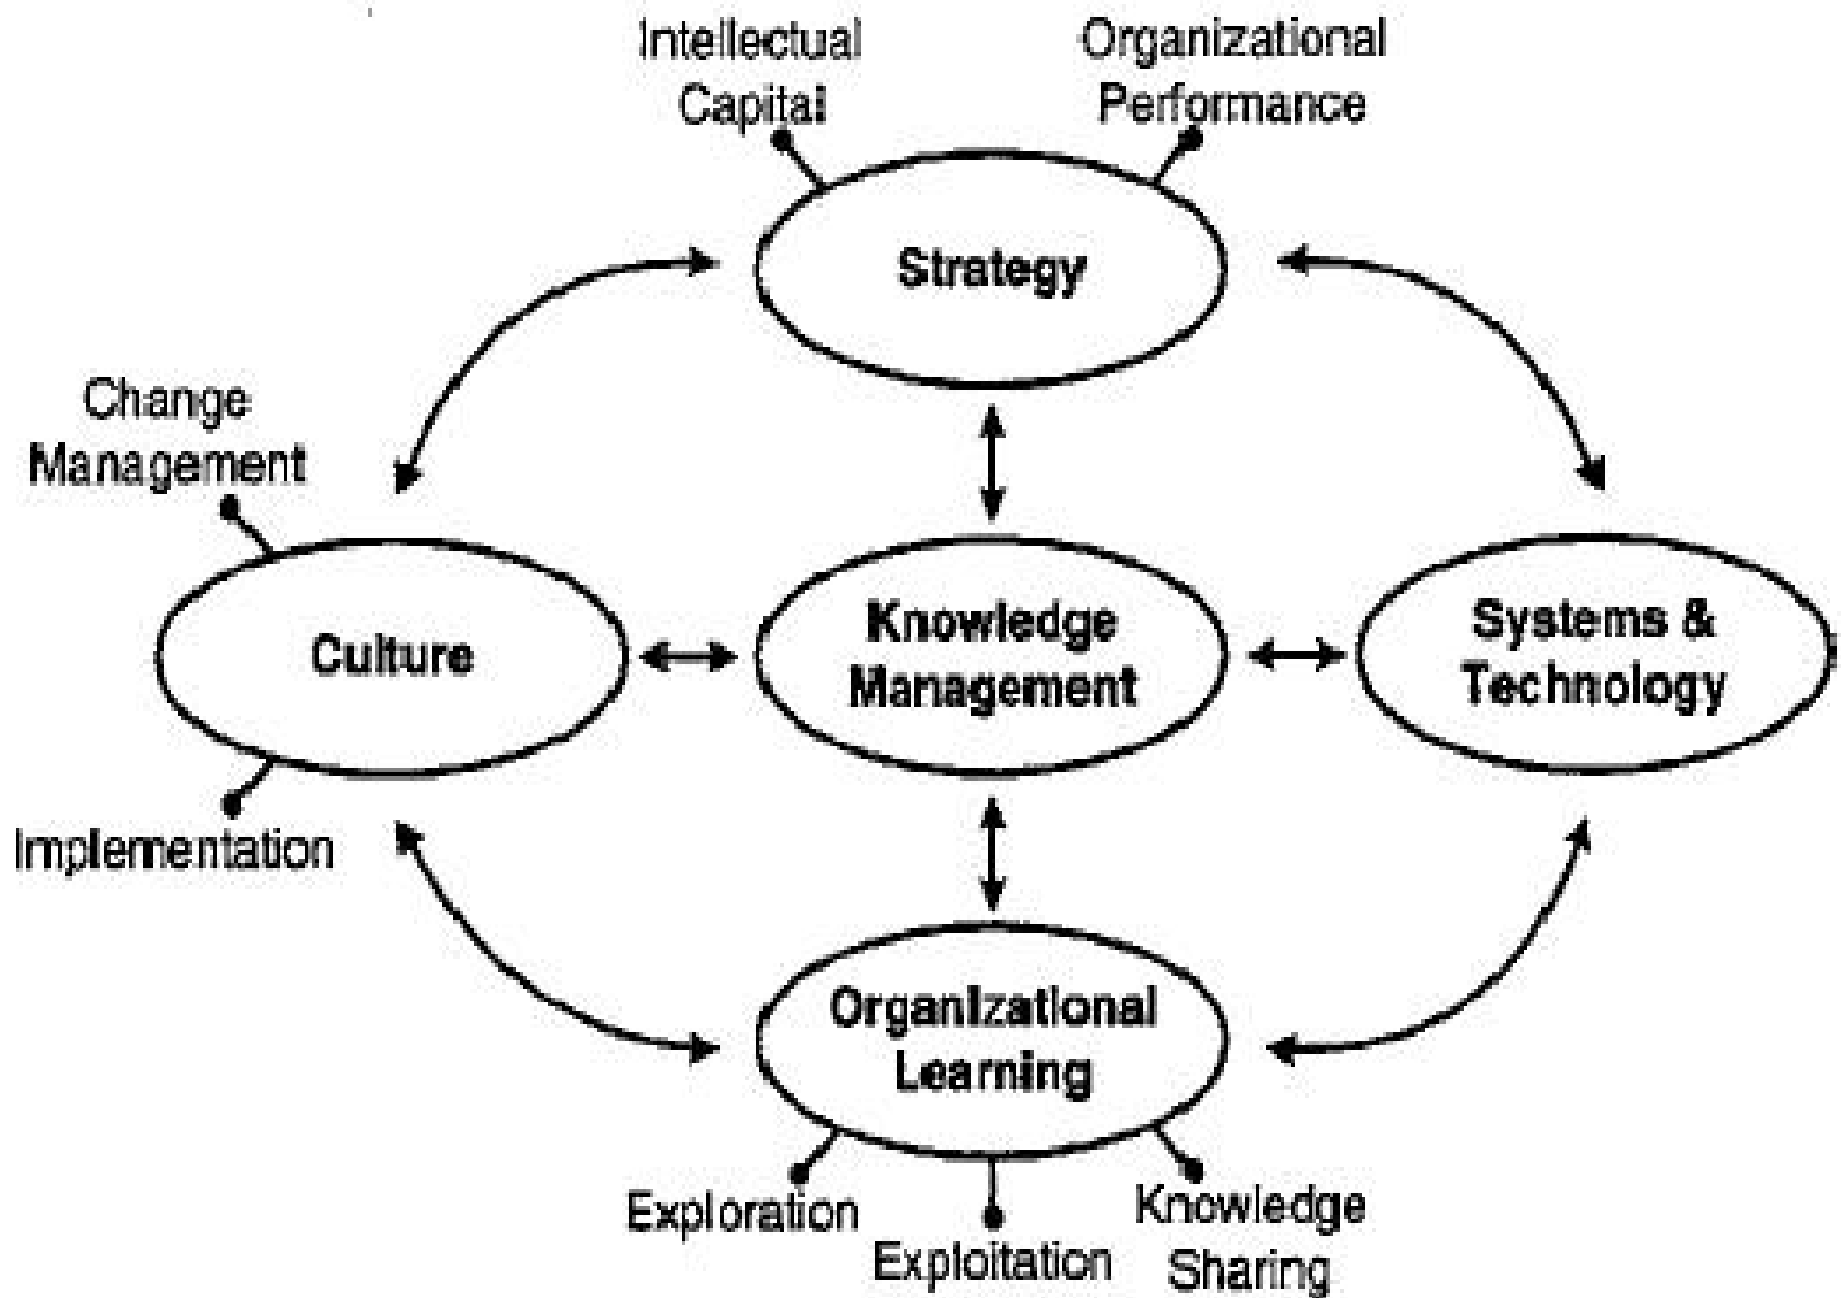 Intellectual
Capital
Organizational
Performance
Strategy
Change
Management
Culture
Knowledge
Management
Systems &
Technology
Implementation
Organizational
Learning
Exploration
Exploitation
Knowledge
Sharing